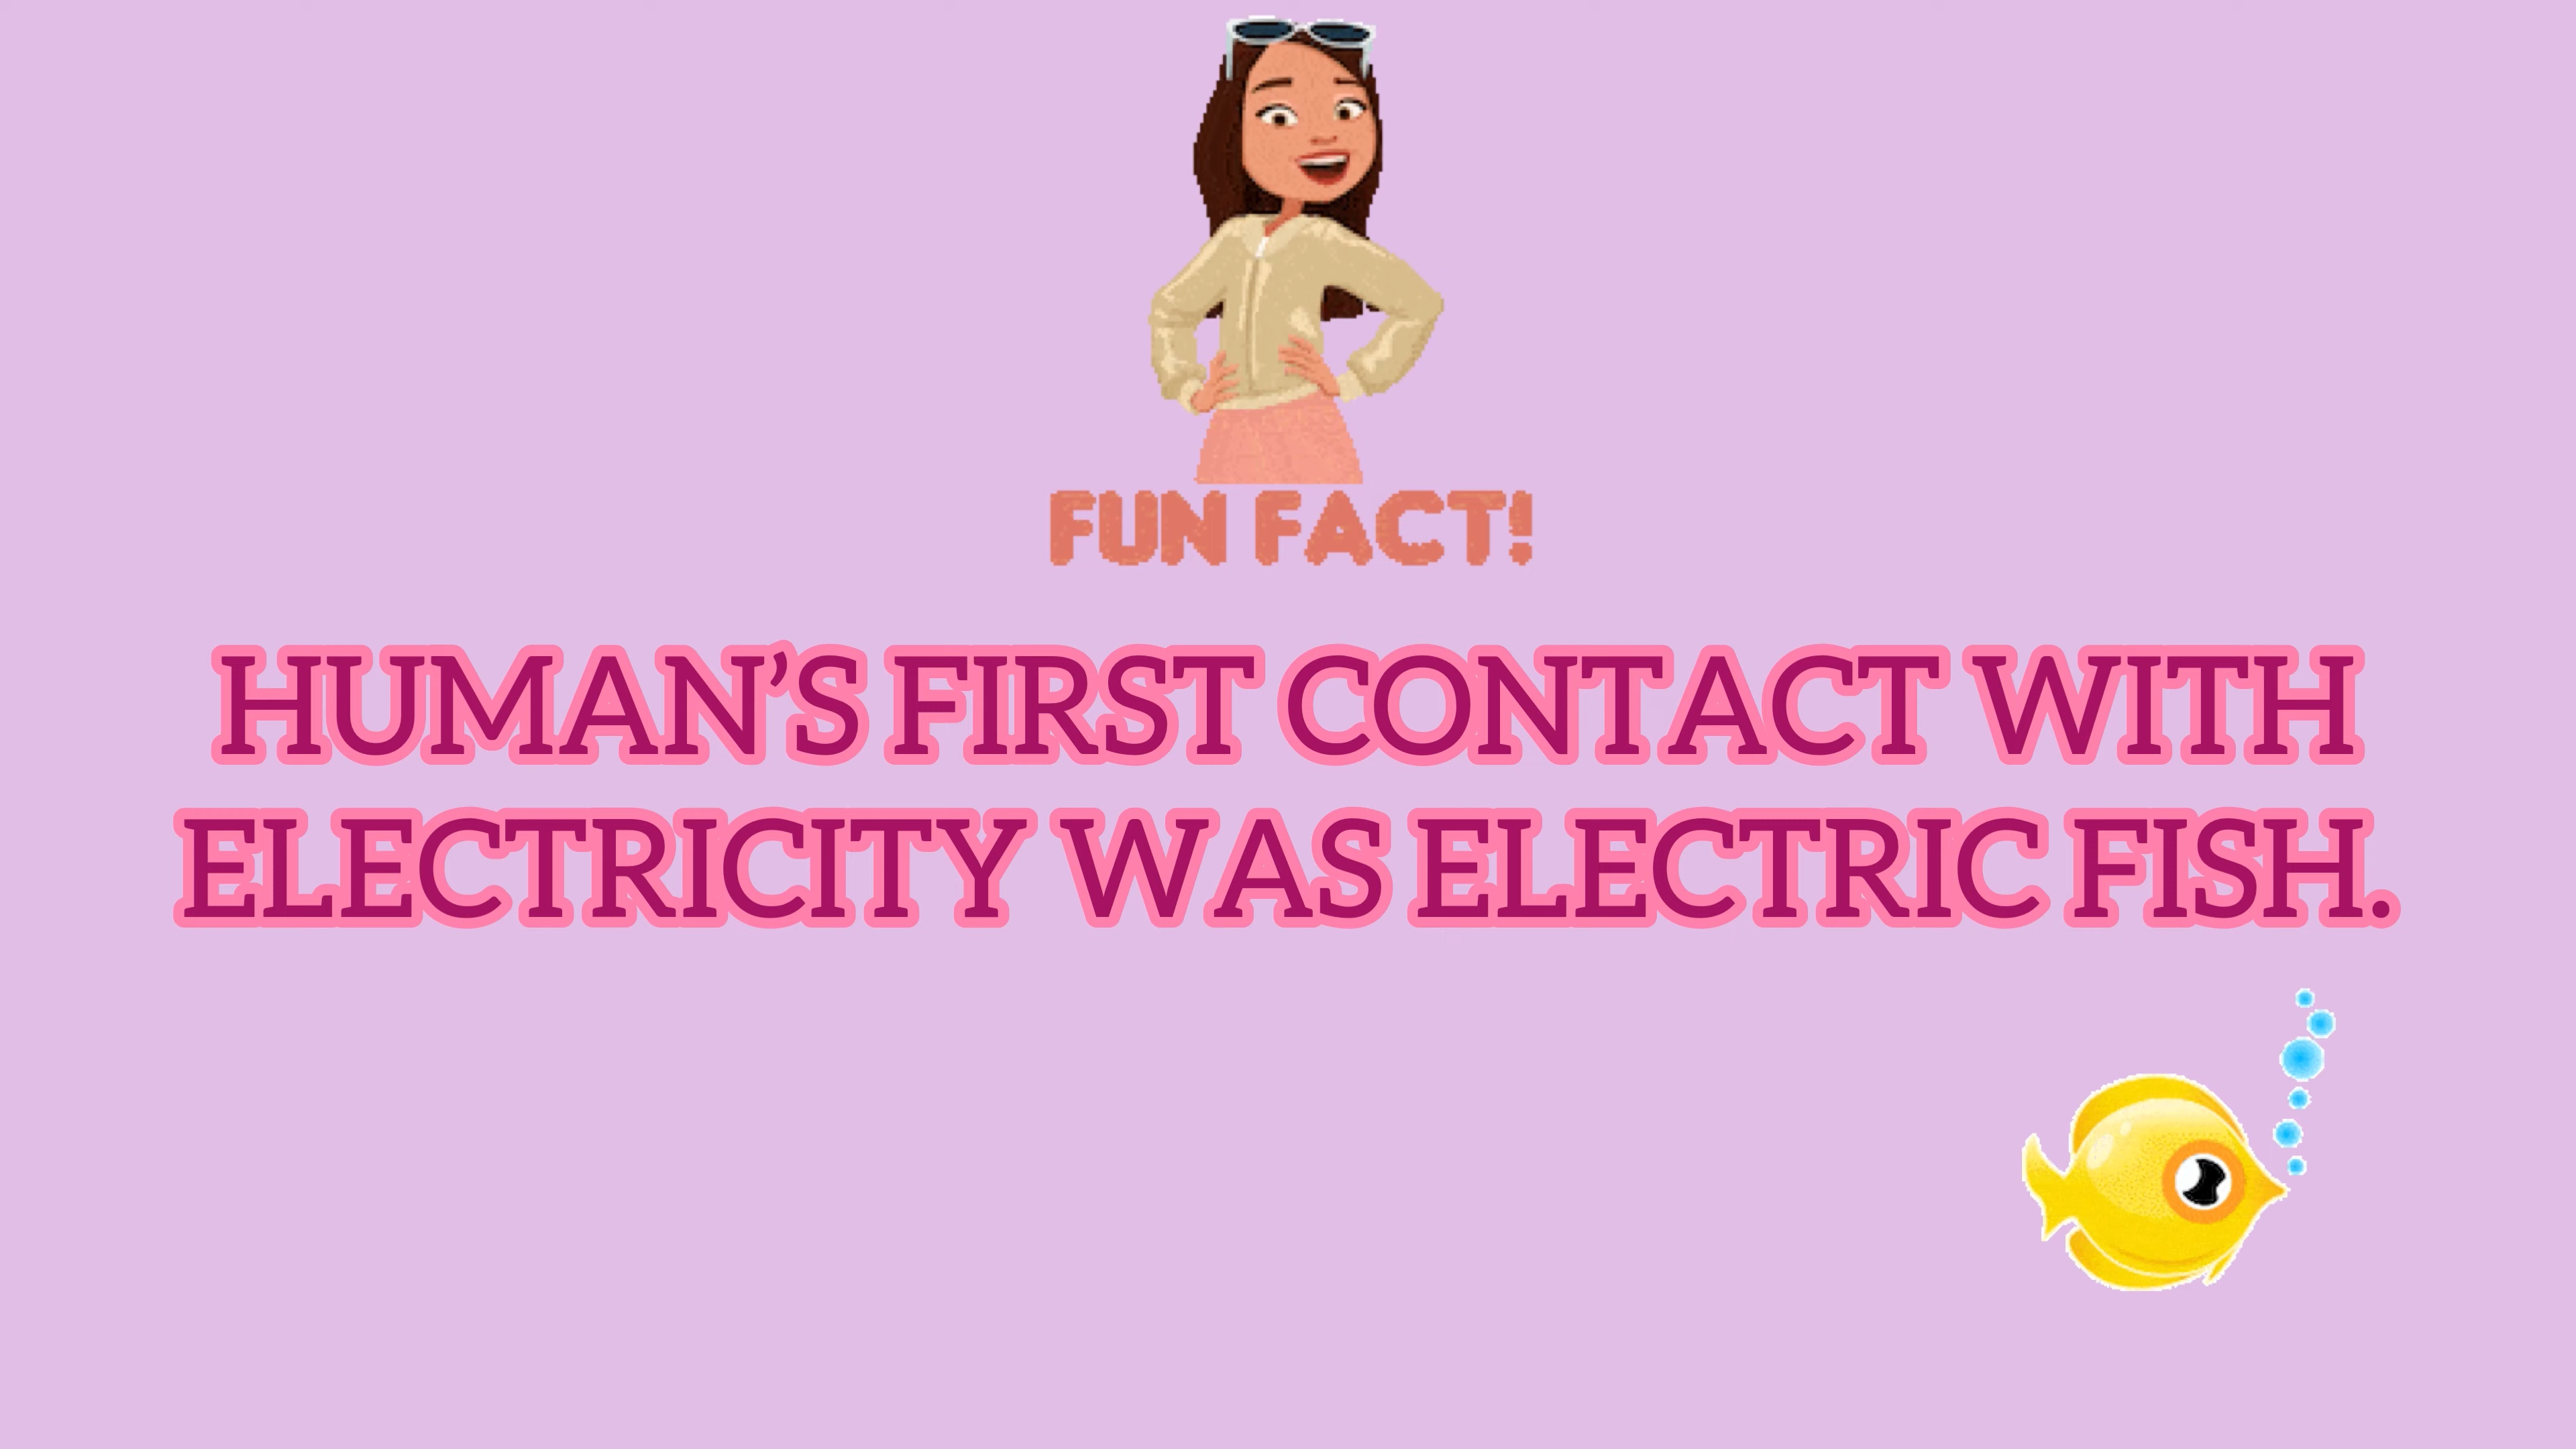 FUN FACT!
HUMAN’S FIRST CONTACT WITH
ELECTRICITY WAS ELECTRIC FISH.